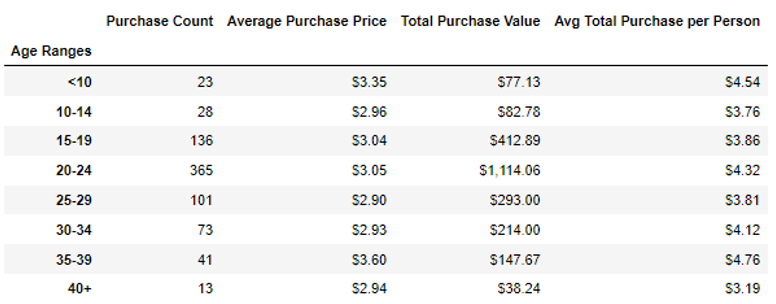 Purchase Count Average Purchase Price Total Purchase Value Avg Total Purchase per Person
Age Ranges
<10 23 $3.35 $77.13 $4.54
10-14 28 $2.96 $82.78 $3.76
15-19 136 $3.04 $412.89 $3.86
20-24 365 $3.05 $1,114.06 $4.32
25-29 101 $2.90 $293.00 $3.81
30-34 73 $2.93 $214.00 $4.12
35-39 41 $3.60 $147.67 $4.76
40+ 13 $2.94 $38.24 $3.19